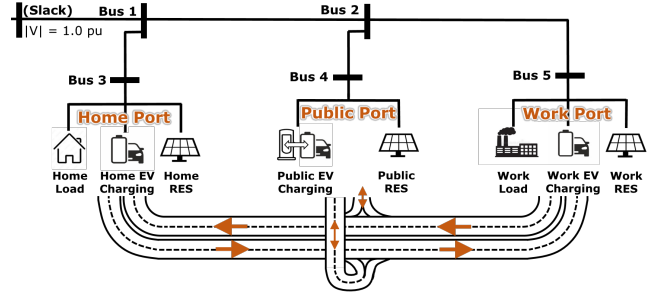 (Slack)
Bus 1
Bus 2
|V| = 1.0 pu
Bus 3
Bus 4
Bus 5
Home Port
Public Port
Work Port
Home
Load
Home EV
Charging
Home
RES
Public EV
Charging
Public
RES
Work
Load
Work EV
Charging
Work
RES